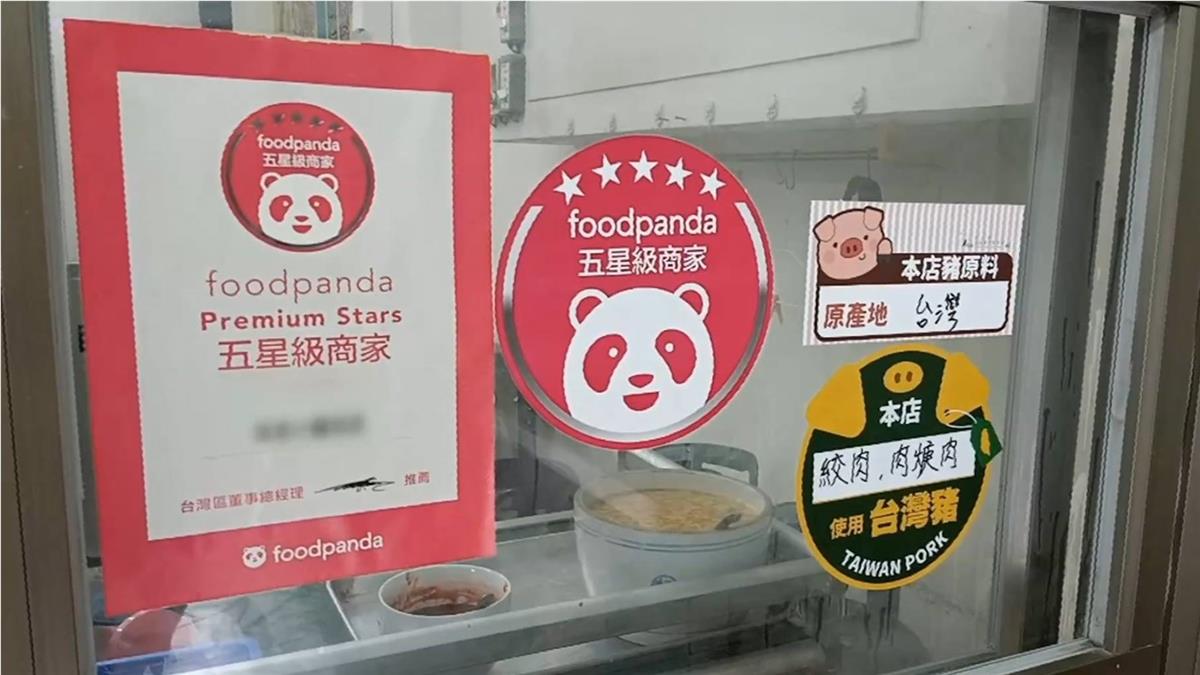 foodpanda
五星級商家
foodpanda
Premium Stars
五星級商家
台灣區董事總經理
推薦
foodpanda
foodpanda
五星級商家
本店豬原料
原產地 台灣
本店
絞肉、肉焿肉
使用 台灣豬
TAIWAN PORK